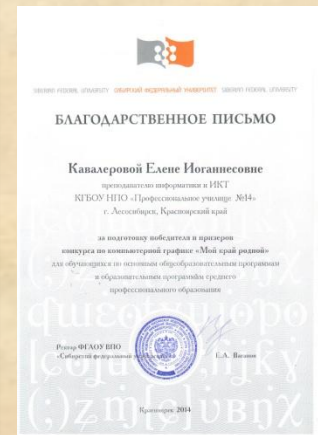 SIBERIAN FEDERAL UNIVERSITY СИБИРСКИЙ ФЕДЕРАЛЬНЫЙ УНИВЕРСИТЕТ SIBERIAN FEDERAL UNIVERSITY
БЛАГОДАРСТВЕННОЕ ПИСЬМО
Кавалеровой Елене Иоганнесовне
преподавателю информатики и ИКТ
КГБОУ НПО «Профессиональное училище №14»
г. Лесосибирск, Красноярский край
за подготовку победителя и призеров
конкурса по компьютерной графике «Мой край родной»
для обучающихся по основным общеобразовательным программам
и образовательным программам среднего
профессионального образования
Ректор ФГАОУ ВПО
«Сибирский федеральный
Е.А. Ваганов
Красноярск 2014